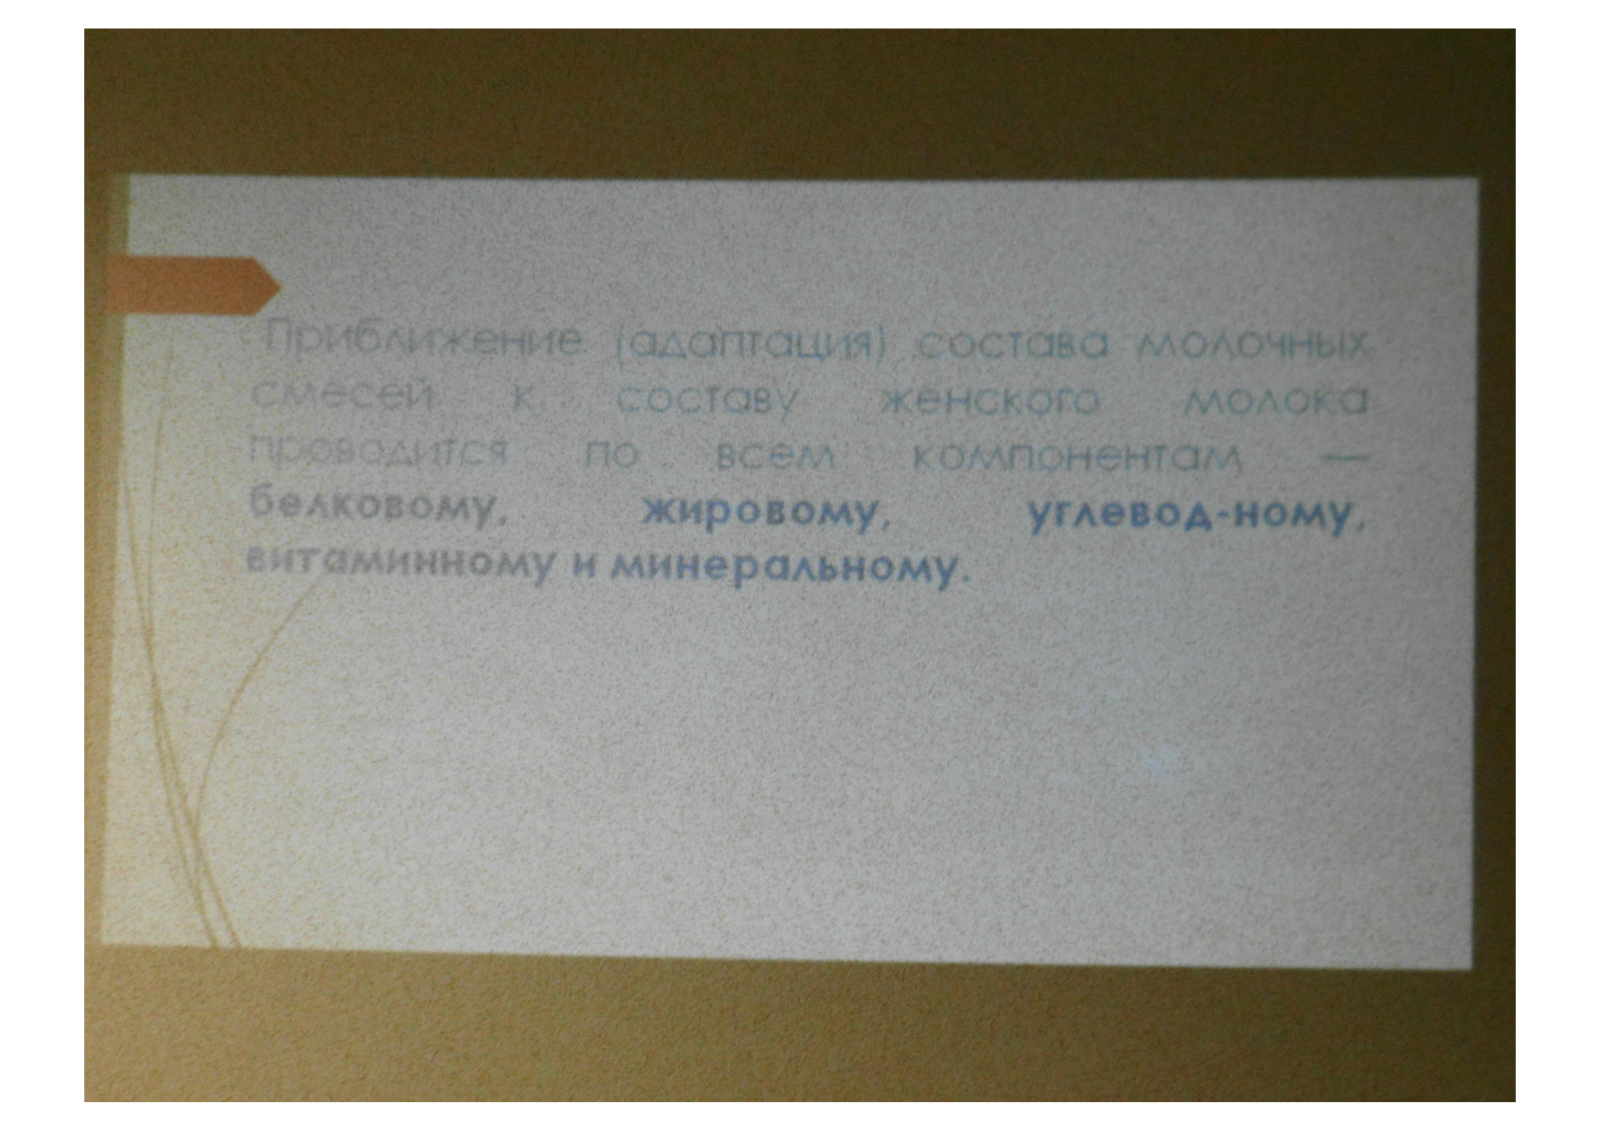 Приближение (адаптация) состава молочных
смесей к составу женского молока
проводится по всем компонентам —
белковому, жировому, углевод-ному,
витаминному и минеральному.